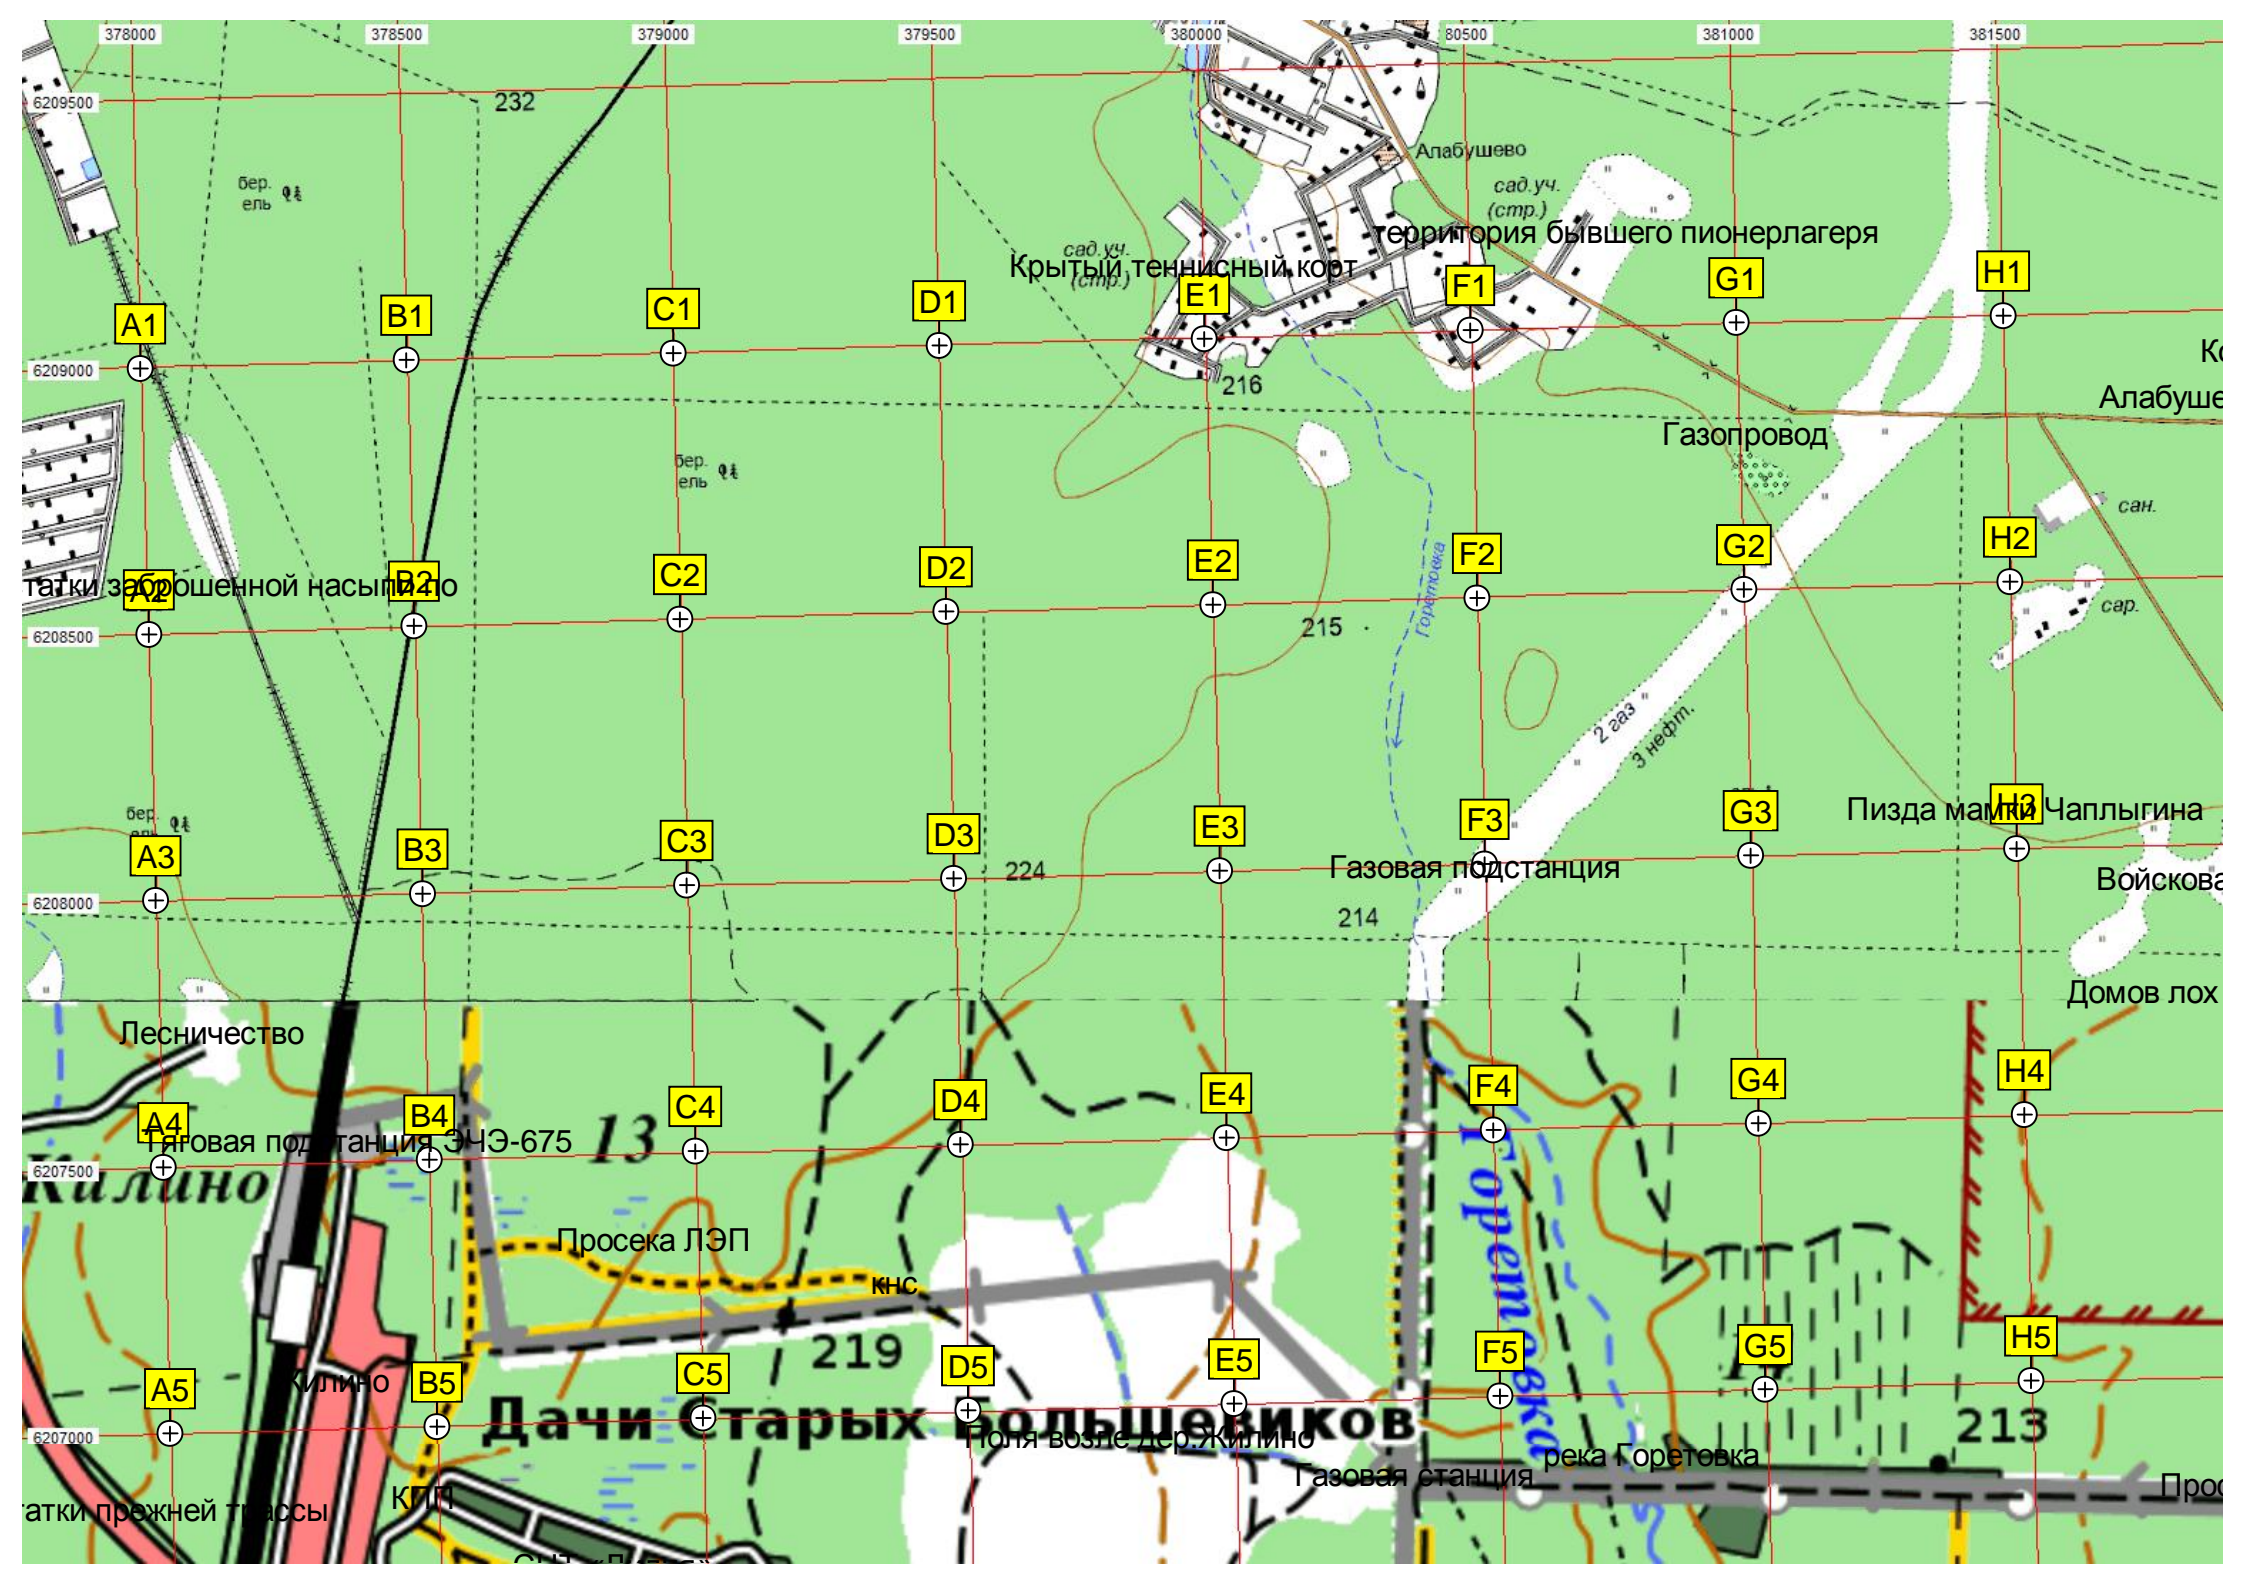 378000 378500 379000 379500 380000 80500 381000 381500
6209500
232
Алабушево
бер.
ель
сад.уч.
(стр.)
территория бывшего пионерлагеря
сад.уч.
(стр.)
Крытый теннисный корт
A1 B1 C1 D1 E1 F1 G1 H1
6209000
216
Алабуше
Газопровод
бер.
ель
сан.
A2 B2 C2 D2 E2 F2 G2 H2
татки заброшенной насыпи по
Горетовка
215
сар.
6208500
2 газ
3 нефт.
бер.
ель
A3 B3 C3 D3 E3 F3 G3 H3
Пизда мамки Чаплыгина
224
Газовая подстанция
Войскова
6208000
214
Домов лох
Лесничество
A4 B4 C4 D4 E4 F4 G4 H4
13
Тяговая подстанция ЭЧЭ-675
6207500
Жилино
Горетовка
Просека ЛЭП
кнс
219
A5 B5 C5 D5 E5 F5 G5 H5
Жилино
Дачи Старых Большевиков
213
6207000
Поля возле дер.Жилино
река Горетовка
Газовая станция
Прос
КПП
атки прежней трассы